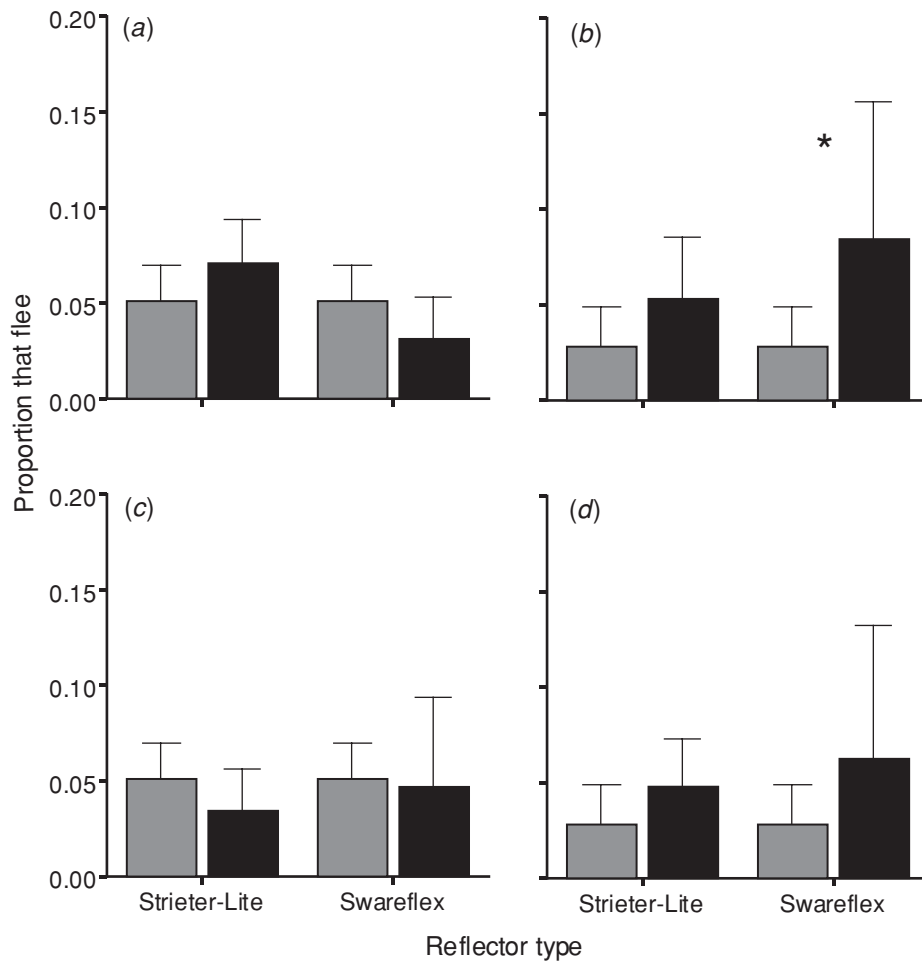 0.20
(a)
(b)
0.15
*
0.10
0.05
0.00
Proportion that flee
0.20
(c)
(d)
0.15
0.10
0.05
0.00
Strieter-Lite Swareflex Strieter-Lite Swareflex
Reflector type